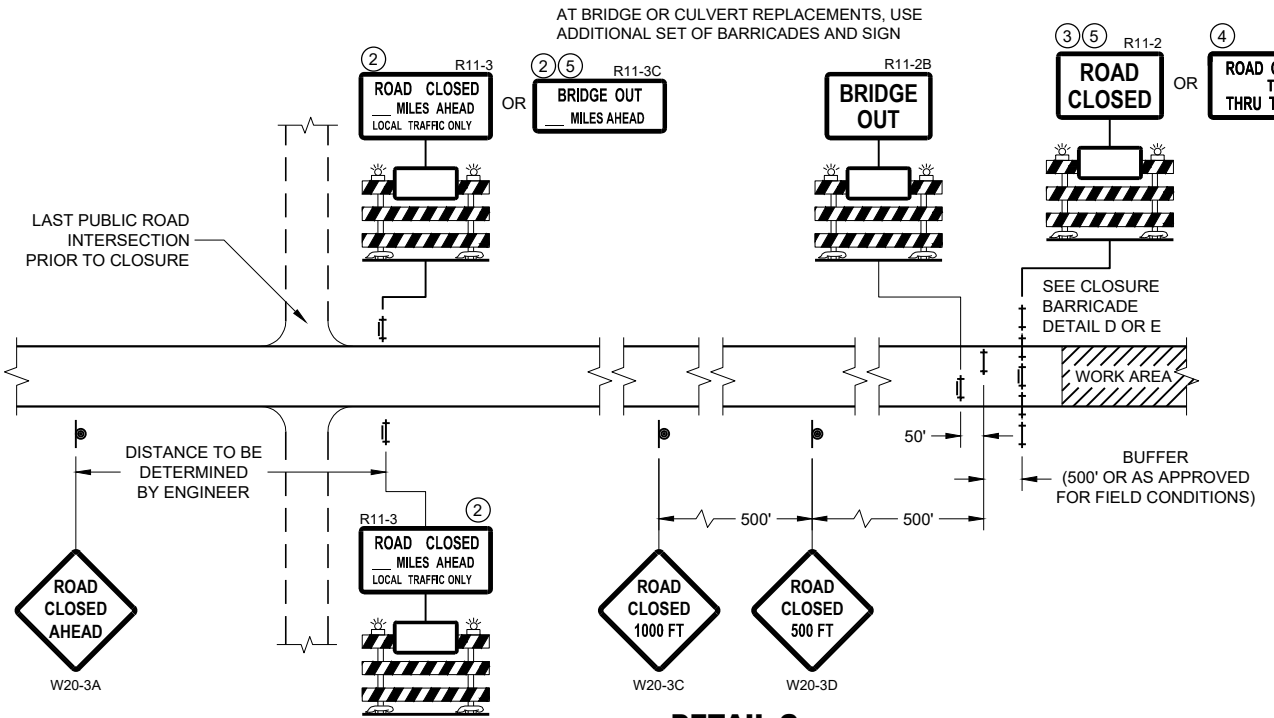 AT BRIDGE OR CULVERT REPLACEMENTS, USE
ADDITIONAL SET OF BARRICADES AND SIGN
2
R11-3
ROAD CLOSED
___ MILES AHEAD
LOCAL TRAFFIC ONLY
OR
2 5
R11-3C
BRIDGE OUT
___ MILES AHEAD
R11-2B
BRIDGE
OUT
3 5
R11-2
ROAD
CLOSED
OR
4
ROAD
THRU
LAST PUBLIC ROAD
INTERSECTION
PRIOR TO CLOSURE
SEE CLOSURE
BARRICADE
DETAIL D OR E
WORK AREA
DISTANCE TO BE
DETERMINED
BY ENGINEER
50'
BUFFER
(500' OR AS APPROVED
FOR FIELD CONDITIONS)
500'
500'
R11-3
2
ROAD CLOSED
___ MILES AHEAD
LOCAL TRAFFIC ONLY
ROAD
CLOSED
AHEAD
W20-3A
ROAD
CLOSED
1000 FT
W20-3C
ROAD
CLOSED
500 FT
W20-3D